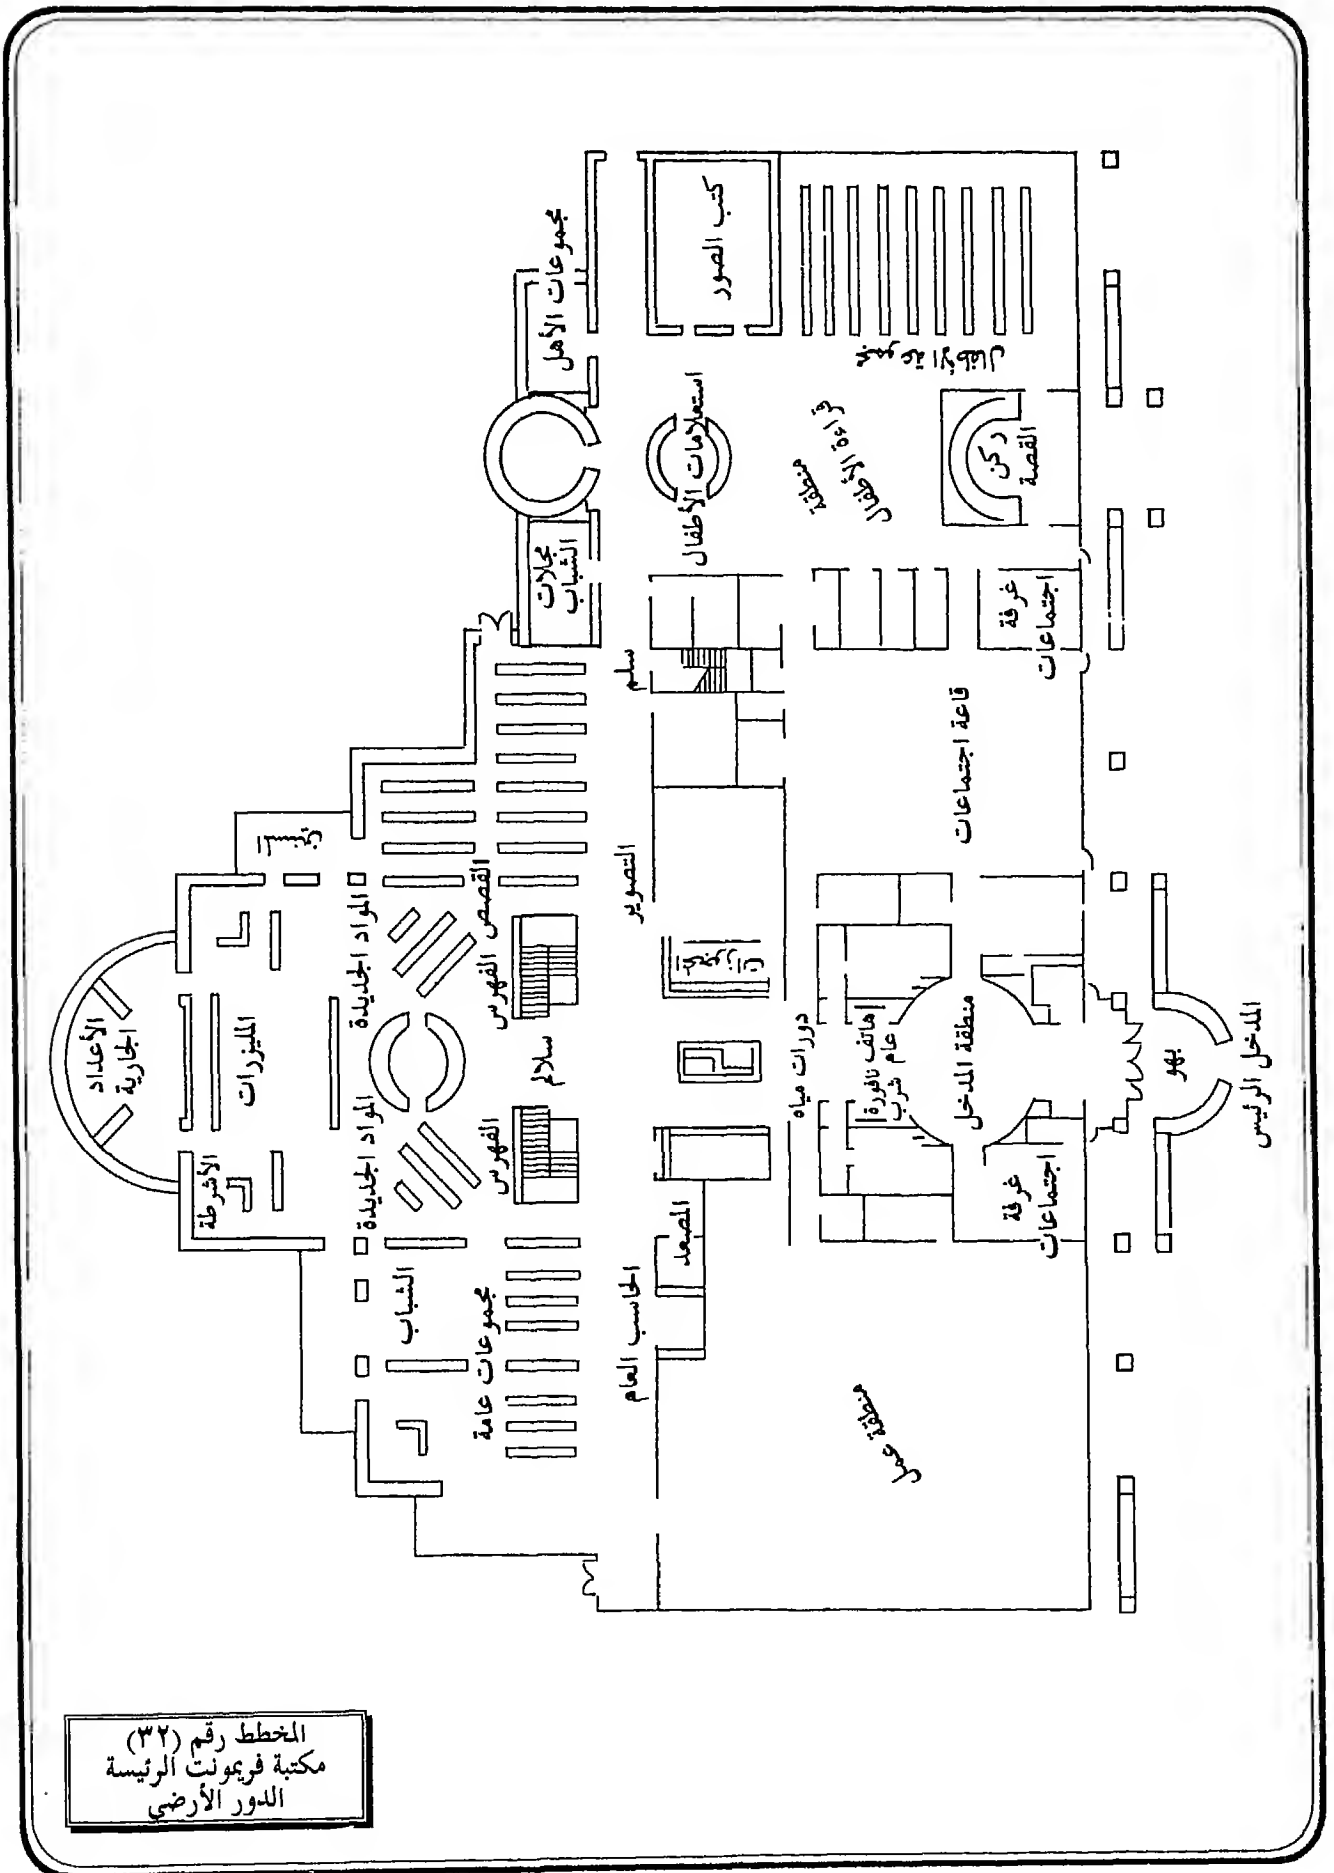 مجموعات الأهل
كتب الصور
مجموعة الأطفال
استعلامات الأطفال
منطقة
قراءة الأطفال
ركن
القصة
مجلات
الشباب
سلم
غرفة
اجتماعات
قاعة اجتماعات
التصوير
القصص
الفهرس
المواد الجديدة
الأعداد
الجارية
المليزرات
الأشرطة
المواد الجديدة
الفهرس
سلالم
دورات مياه
هاتف نافورة
عام شرب
منطقة المدخل
بهو
المدخل الرئيس
غرفة
اجتماعات
المصعد
الحاسب العام
الشباب
مجموعات عامة
منطقة عمل
المخطط رقم (٣٢)
مكتبة فريمونت الرئيسة
الدور الأرضي